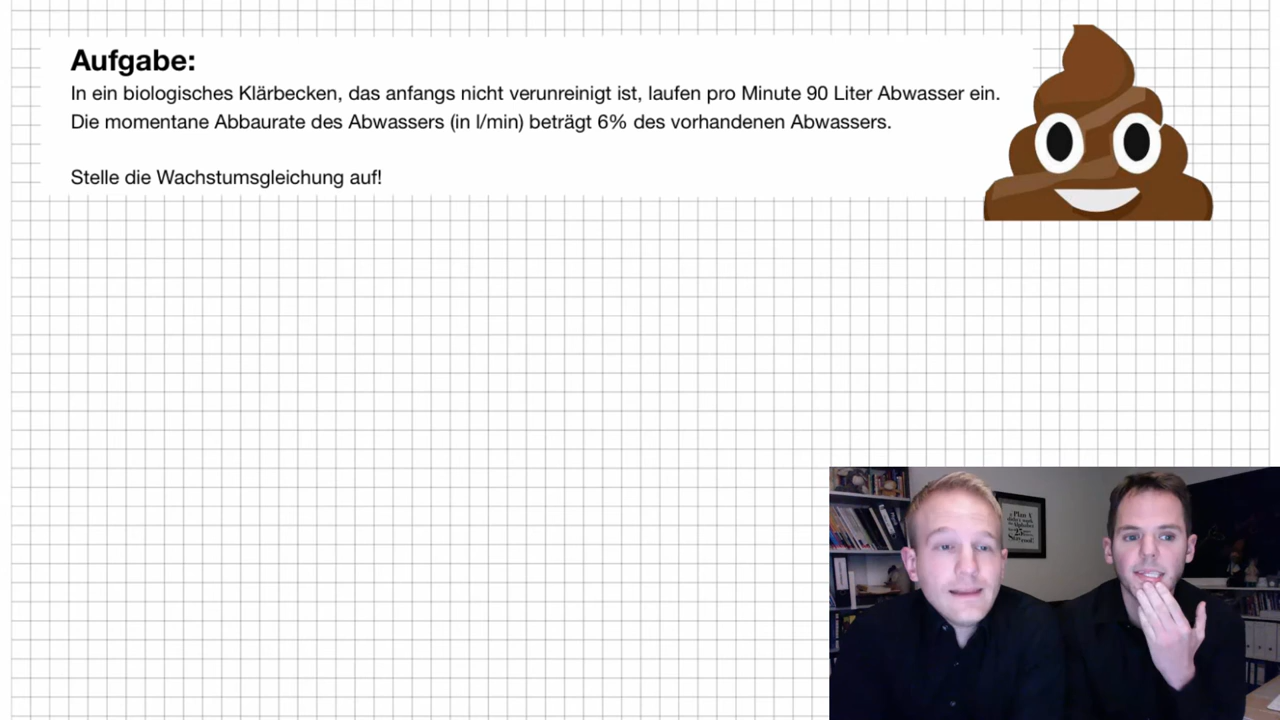 Aufgabe:
In ein biologisches Klärbecken, das anfangs nicht verunreinigt ist, laufen pro Minute 90 Liter Abwasser ein.
Die momentane Abbaurate des Abwassers (in l/min) beträgt 6% des vorhandenen Abwassers.
Stelle die Wachstumsgleichung auf!
Plan A